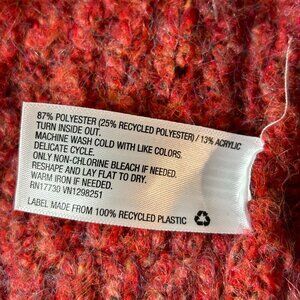 87% POLYESTER (25% RECYCLED POLYESTER) / 13% ACRYLIC
TURN INSIDE OUT.
MACHINE WASH COLD WITH LIKE COLORS.
DELICATE CYCLE.
ONLY NON-CHLORINE BLEACH IF NEEDED.
RESHAPE AND LAY FLAT TO DRY.
WARM IRON IF NEEDED.
RN17730 VN1298251
LABEL MADE FROM 100% RECYCLED PLASTIC